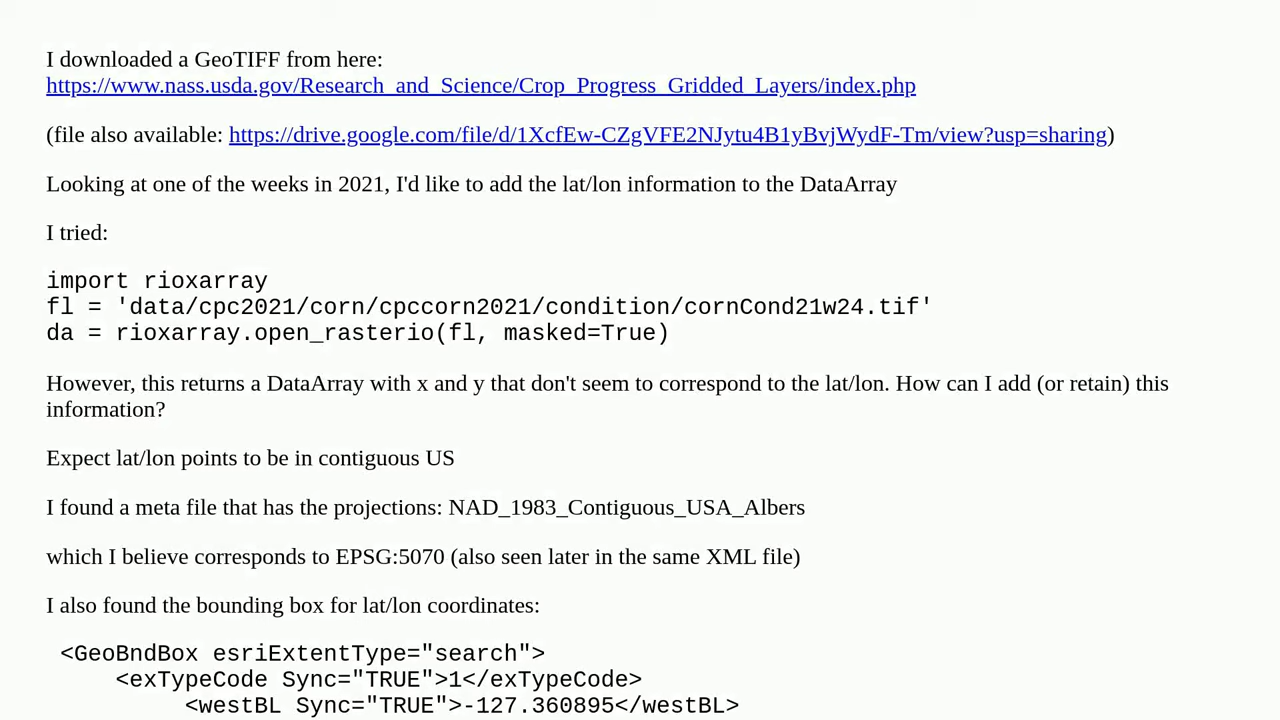 I downloaded a GeoTIFF from here:
https://www.nass.usda.gov/Research_and_Science/Crop_Progress_Gridded_Layers/index.php
(file also available: https://drive.google.com/file/d/1XcfEw-CZgVFE2NJytu4B1yBvjWydF-Tm/view?usp=sharing)
Looking at one of the weeks in 2021, I'd like to add the lat/lon information to the DataArray
I tried:
import rioxarray
fl = 'data/cpc2021/corn/cpccorn2021/condition/cornCond21w24.tif'
da = rioxarray.open_rasterio(fl, masked=True)
However, this returns a DataArray with x and y that don't seem to correspond to the lat/lon. How can I add (or retain) this
information?
Expect lat/lon points to be in contiguous US
I found a meta file that has the projections: NAD_1983_Contiguous_USA_Albers
which I believe corresponds to EPSG:5070 (also seen later in the same XML file)
I also found the bounding box for lat/lon coordinates:
<GeoBndBox esriExtentType="search">
<exTypeCode Sync="TRUE">1</exTypeCode>
<westBL Sync="TRUE">-127.360895</westBL>